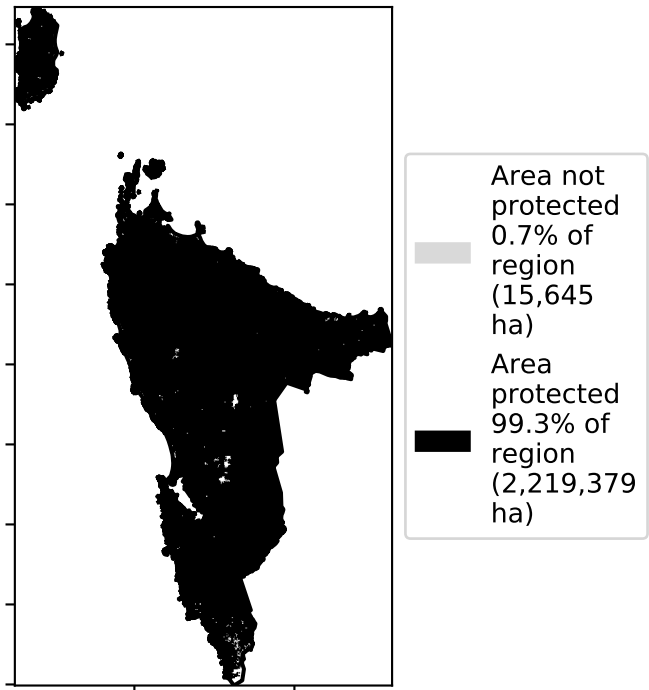 Area not
protected
0.7% of
region
(15,645
ha)
Area
protected
99.3% of
region
(2,219,379
ha)